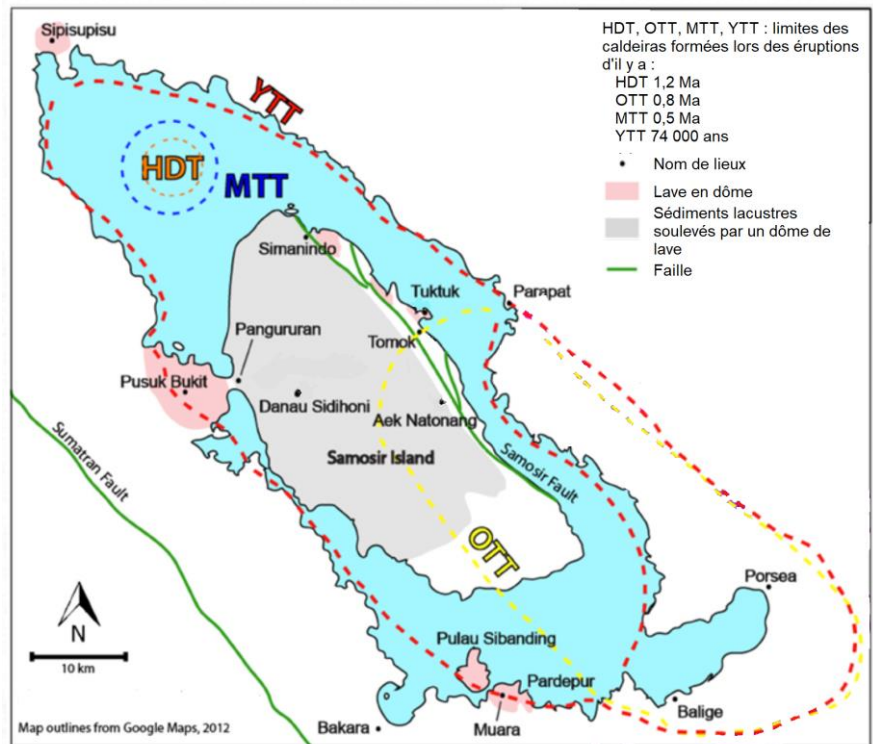 HDT, OTT, MTT, YTT : limites des
caldeiras formées lors des éruptions
d'il y a :
HDT 1,2 Ma
OTT 0,8 Ma
MTT 0,5 Ma
YTT 74 000 ans
Nom de lieux
Lave en dôme
Sédiments lacustres
soulevés par un dôme de
lave
Faille
Sipisupisu
YTT
HDT
MTT
Simanindo
Tuktuk
Parapat
Tomok
Pangururan
Pusuk Bukit
Danau Sidihoni
Aek Natonang
Samosir Island
Samosir Fault
Sumatran Fault
OTT
Porsea
Pulau Sibanding
Pardepur
Balige
Muara
Bakara
N
10 km
Map outlines from Google Maps, 2012